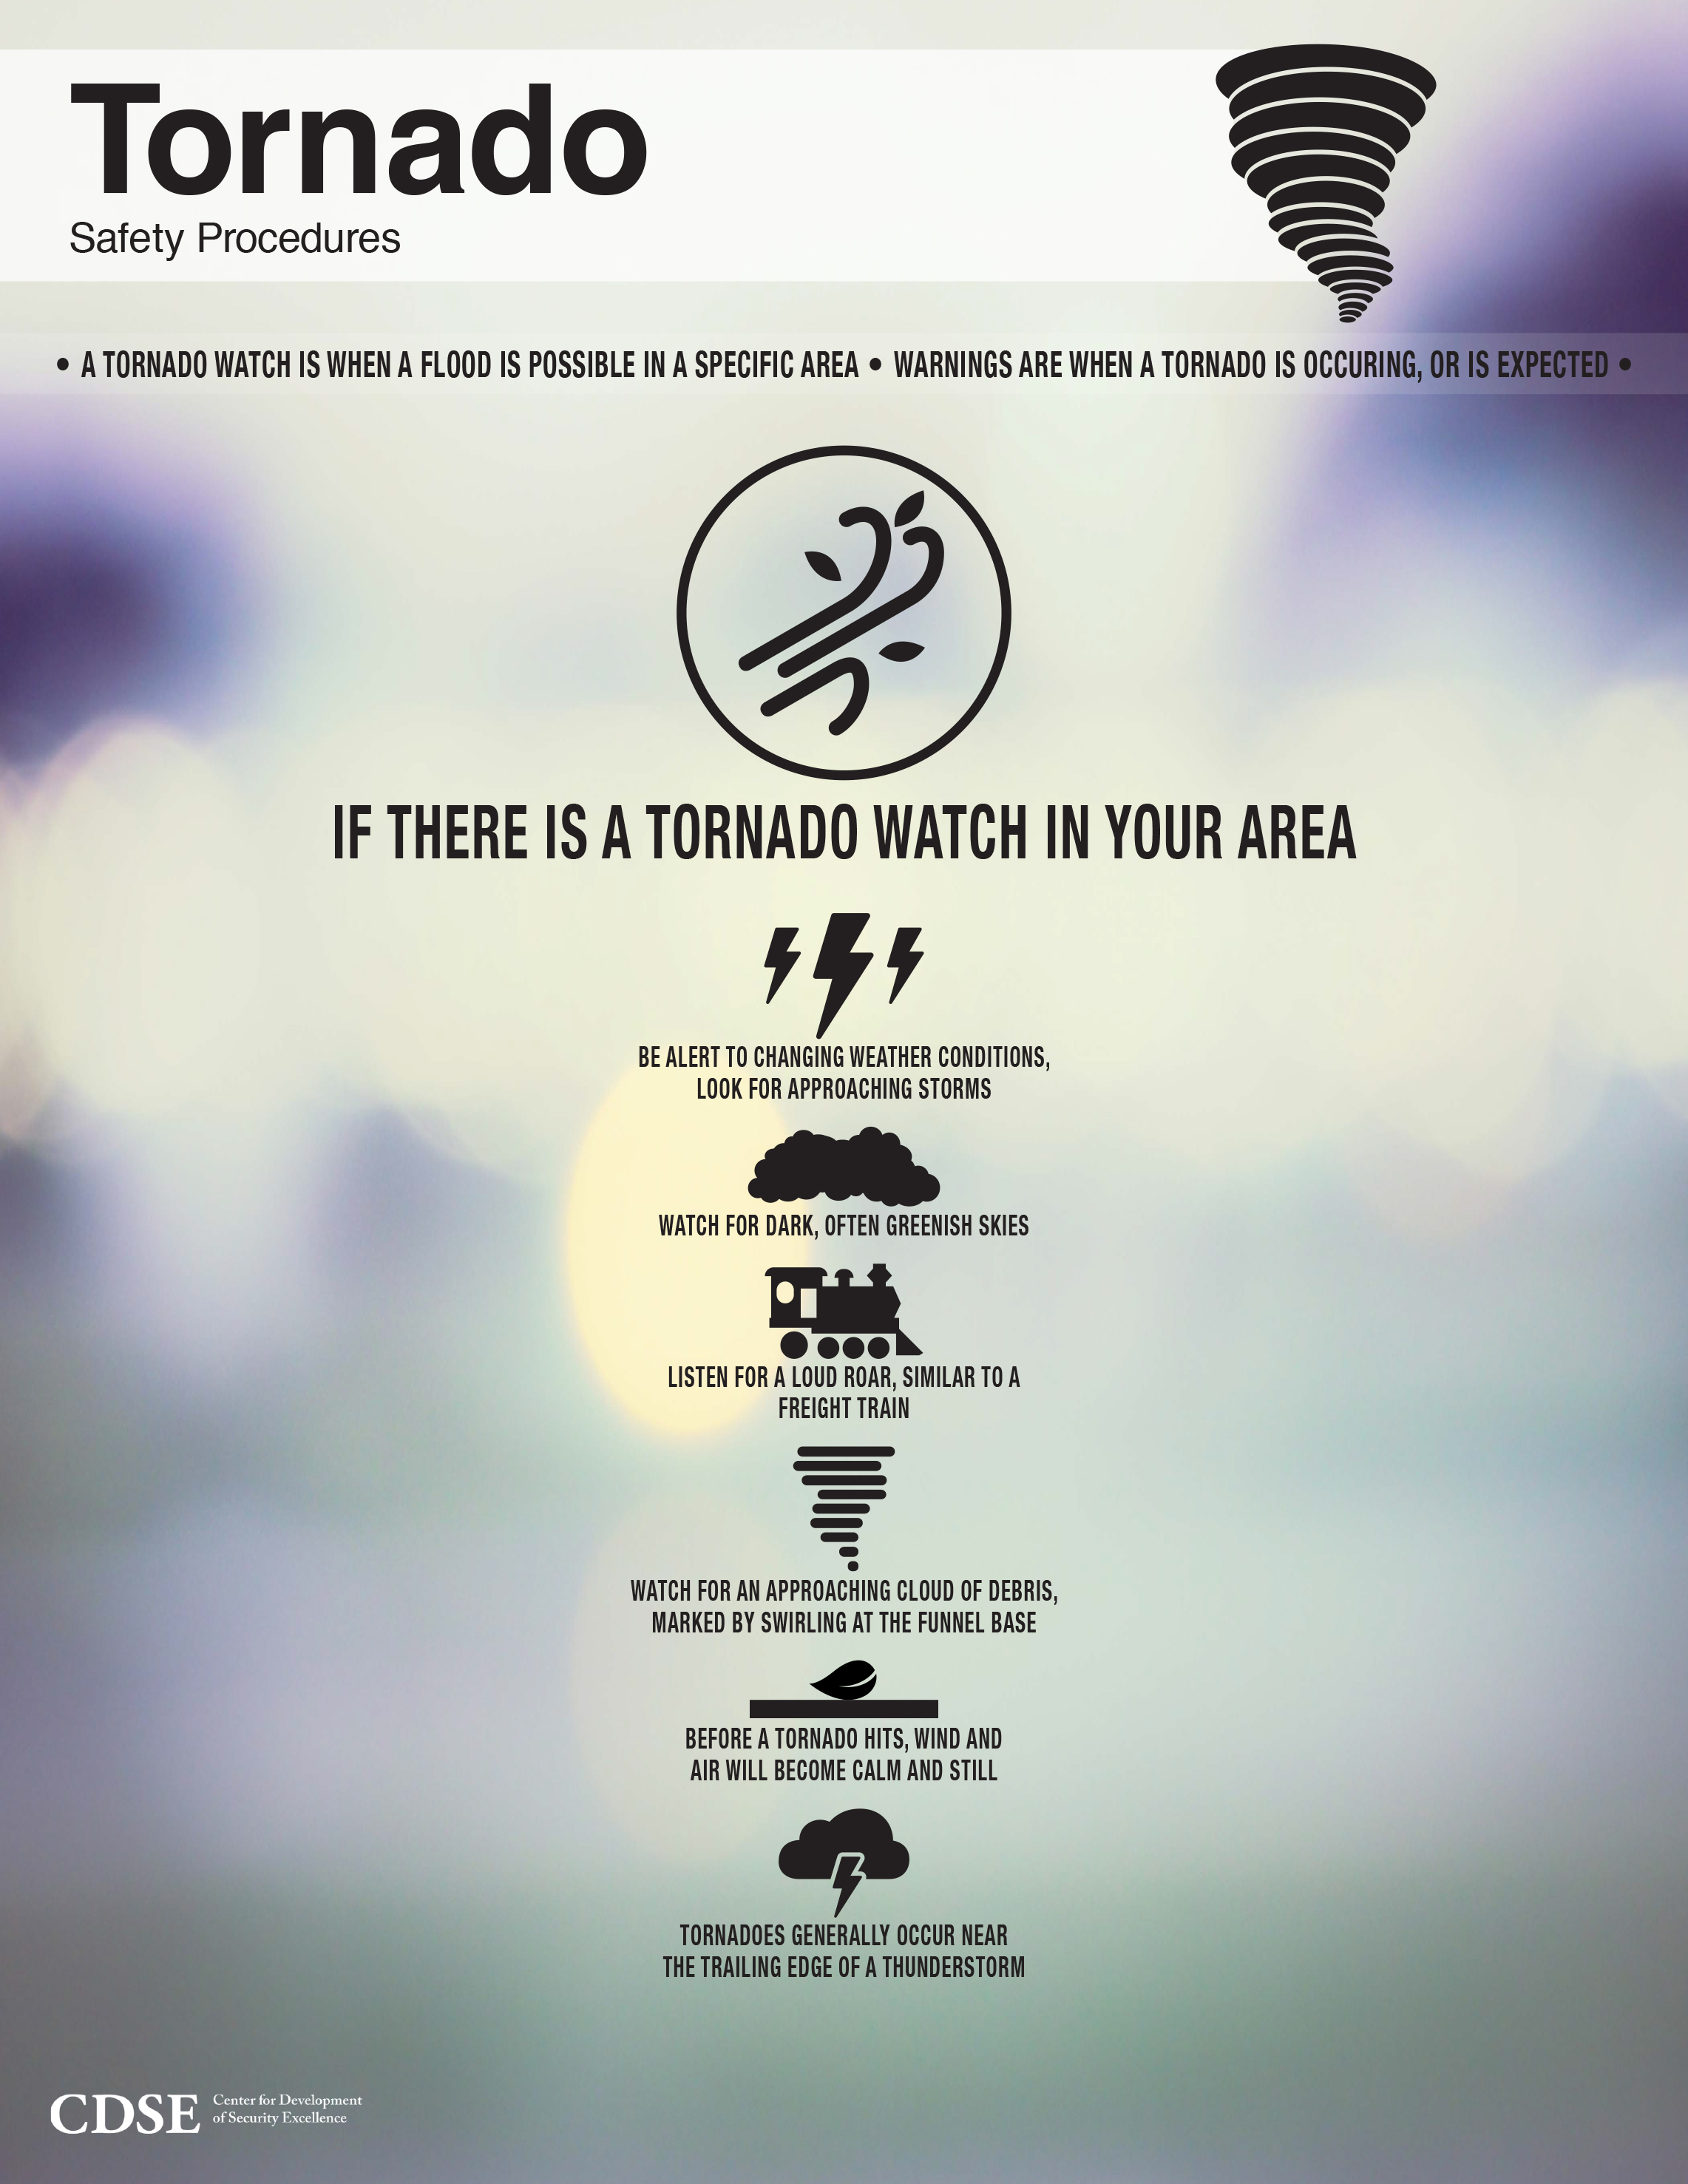 Tornado
Safety Procedures
• A TORNADO WATCH IS WHEN A FLOOD IS POSSIBLE IN A SPECIFIC AREA • WARNINGS ARE WHEN A TORNADO IS OCCURING, OR IS EXPECTED •
IF THERE IS A TORNADO WATCH IN YOUR AREA
BE ALERT TO CHANGING WEATHER CONDITIONS,
LOOK FOR APPROACHING STORMS
WATCH FOR DARK, OFTEN GREENISH SKIES
LISTEN FOR A LOUD ROAR, SIMILAR TO A
FREIGHT TRAIN
WATCH FOR AN APPROACHING CLOUD OF DEBRIS,
MARKED BY SWIRLING AT THE FUNNEL BASE
BEFORE A TORNADO HITS, WIND AND
AIR WILL BECOME CALM AND STILL
TORNADOES GENERALLY OCCUR NEAR
THE TRAILING EDGE OF A THUNDERSTORM
CDSE
Center for Development
of Security Excellence